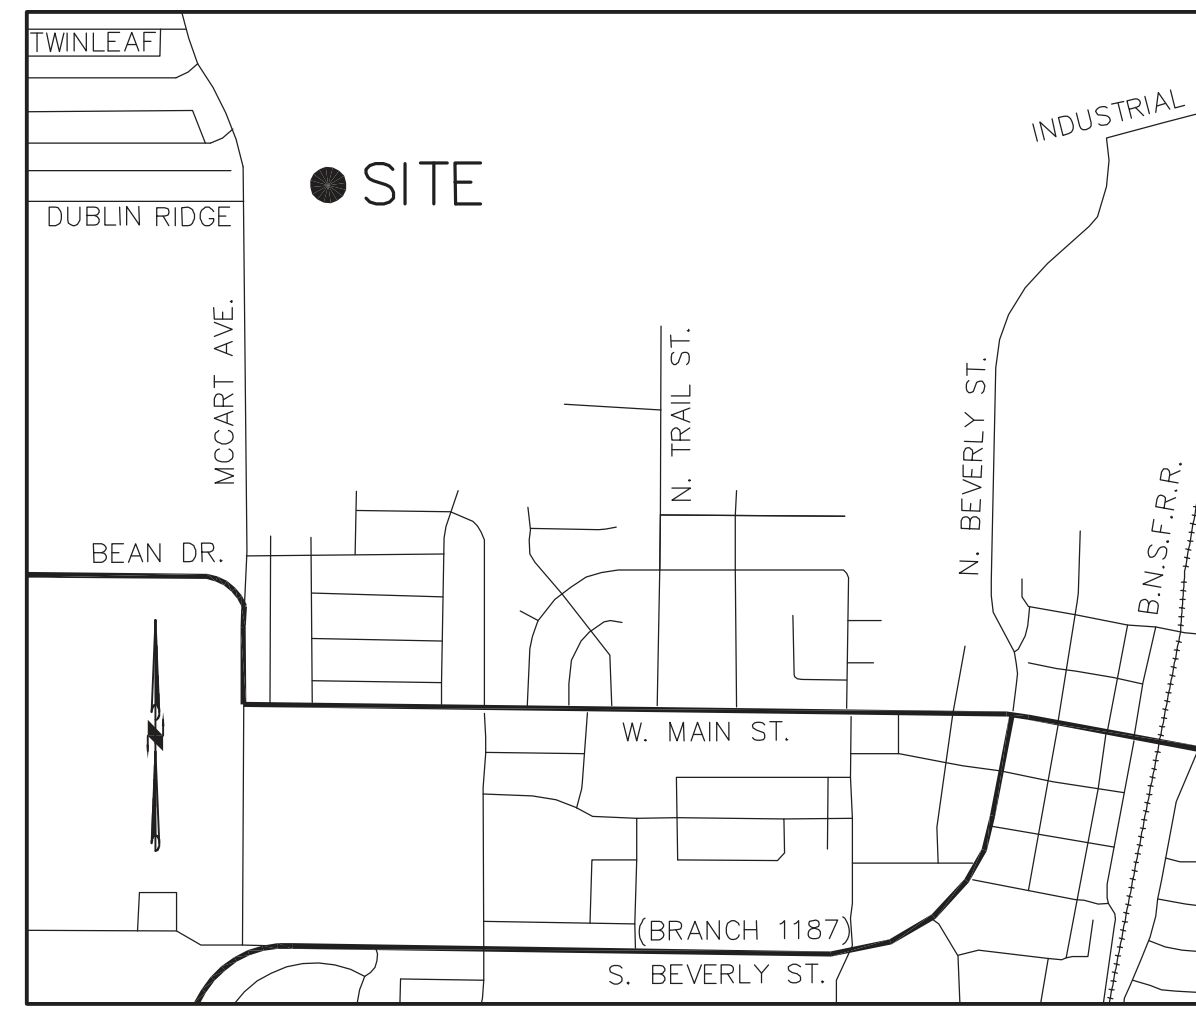 TWINLEAF
INDUSTRIAL
SITE
DUBLIN RIDGE
MCCART AVE.
N. TRAIL ST.
N. BEVERLY ST.
B.N.S.F.R.R.
BEAN DR.
W. MAIN ST.
(BRANCH 1187)
S. BEVERLY ST.